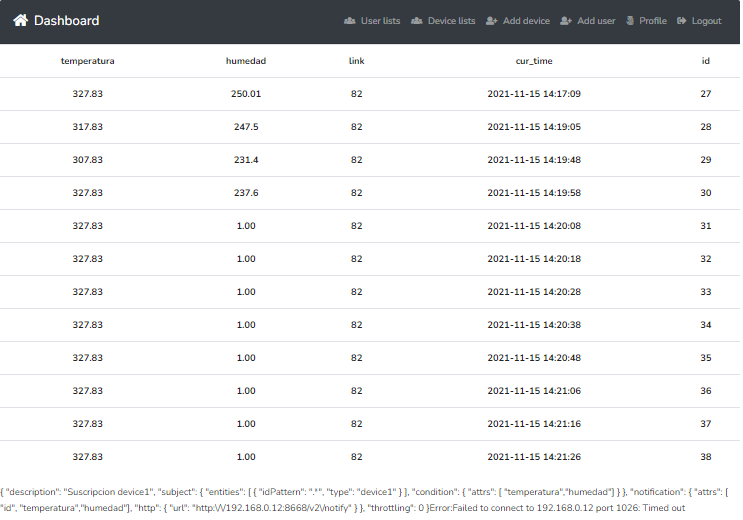 Dashboard User lists Device lists Add device Add user Profile Logout
temperatura humedad link cur_time id
327.83 250.01 82 2021-11-15 14:17:09 27
317.83 247.5 82 2021-11-15 14:19:05 28
307.83 231.4 82 2021-11-15 14:19:48 29
327.83 237.6 82 2021-11-15 14:19:58 30
327.83 1.00 82 2021-11-15 14:20:08 31
327.83 1.00 82 2021-11-15 14:20:18 32
327.83 1.00 82 2021-11-15 14:20:28 33
327.83 1.00 82 2021-11-15 14:20:38 34
327.83 1.00 82 2021-11-15 14:20:48 35
327.83 1.00 82 2021-11-15 14:21:06 36
327.83 1.00 82 2021-11-15 14:21:16 37
327.83 1.00 82 2021-11-15 14:21:26 38
{ "description": "Suscripcion device1", "subject": { "entities": [ { "idPattern": ".*", "type": "device1" } ], "condition": { "attrs": [ "temperatura","humedad"] } }, "notification": { "attrs": [
"id", "temperatura","humedad"], "http": { "url": "http:\/\/192.168.0.12:8668/v2\/notify" } }, "throttling": 0 }Error:Failed to connect to 192.168.0.12 port 1026: Timed out